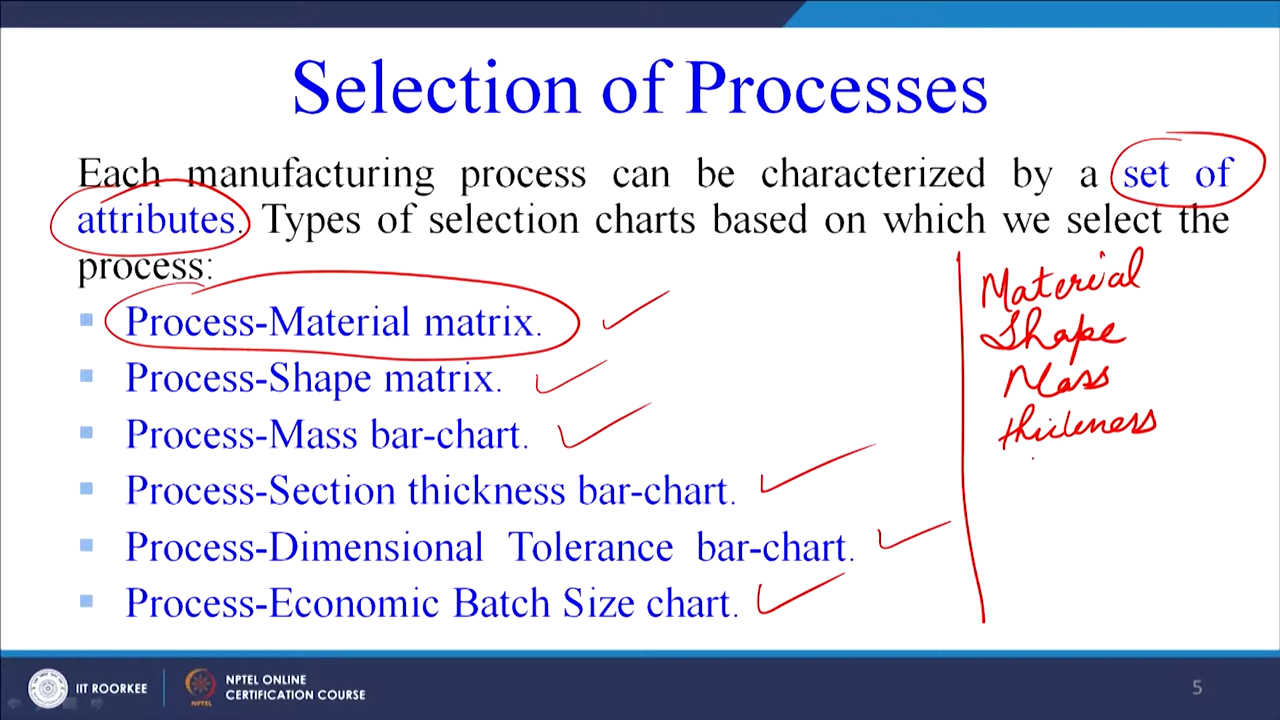 Selection of Processes
Each manufacturing process can be characterized by a set of
attributes. Types of selection charts based on which we select the
process:
Process-Material matrix.
Process-Shape matrix.
Process-Mass bar-chart.
Process-Section thickness bar-chart.
Process-Dimensional Tolerance bar-chart.
Process-Economic Batch Size chart.
Material
Shape
Mass
thickness
IIT ROORKEE
NPTEL
NPTEL ONLINE
CERTIFICATION COURSE
5